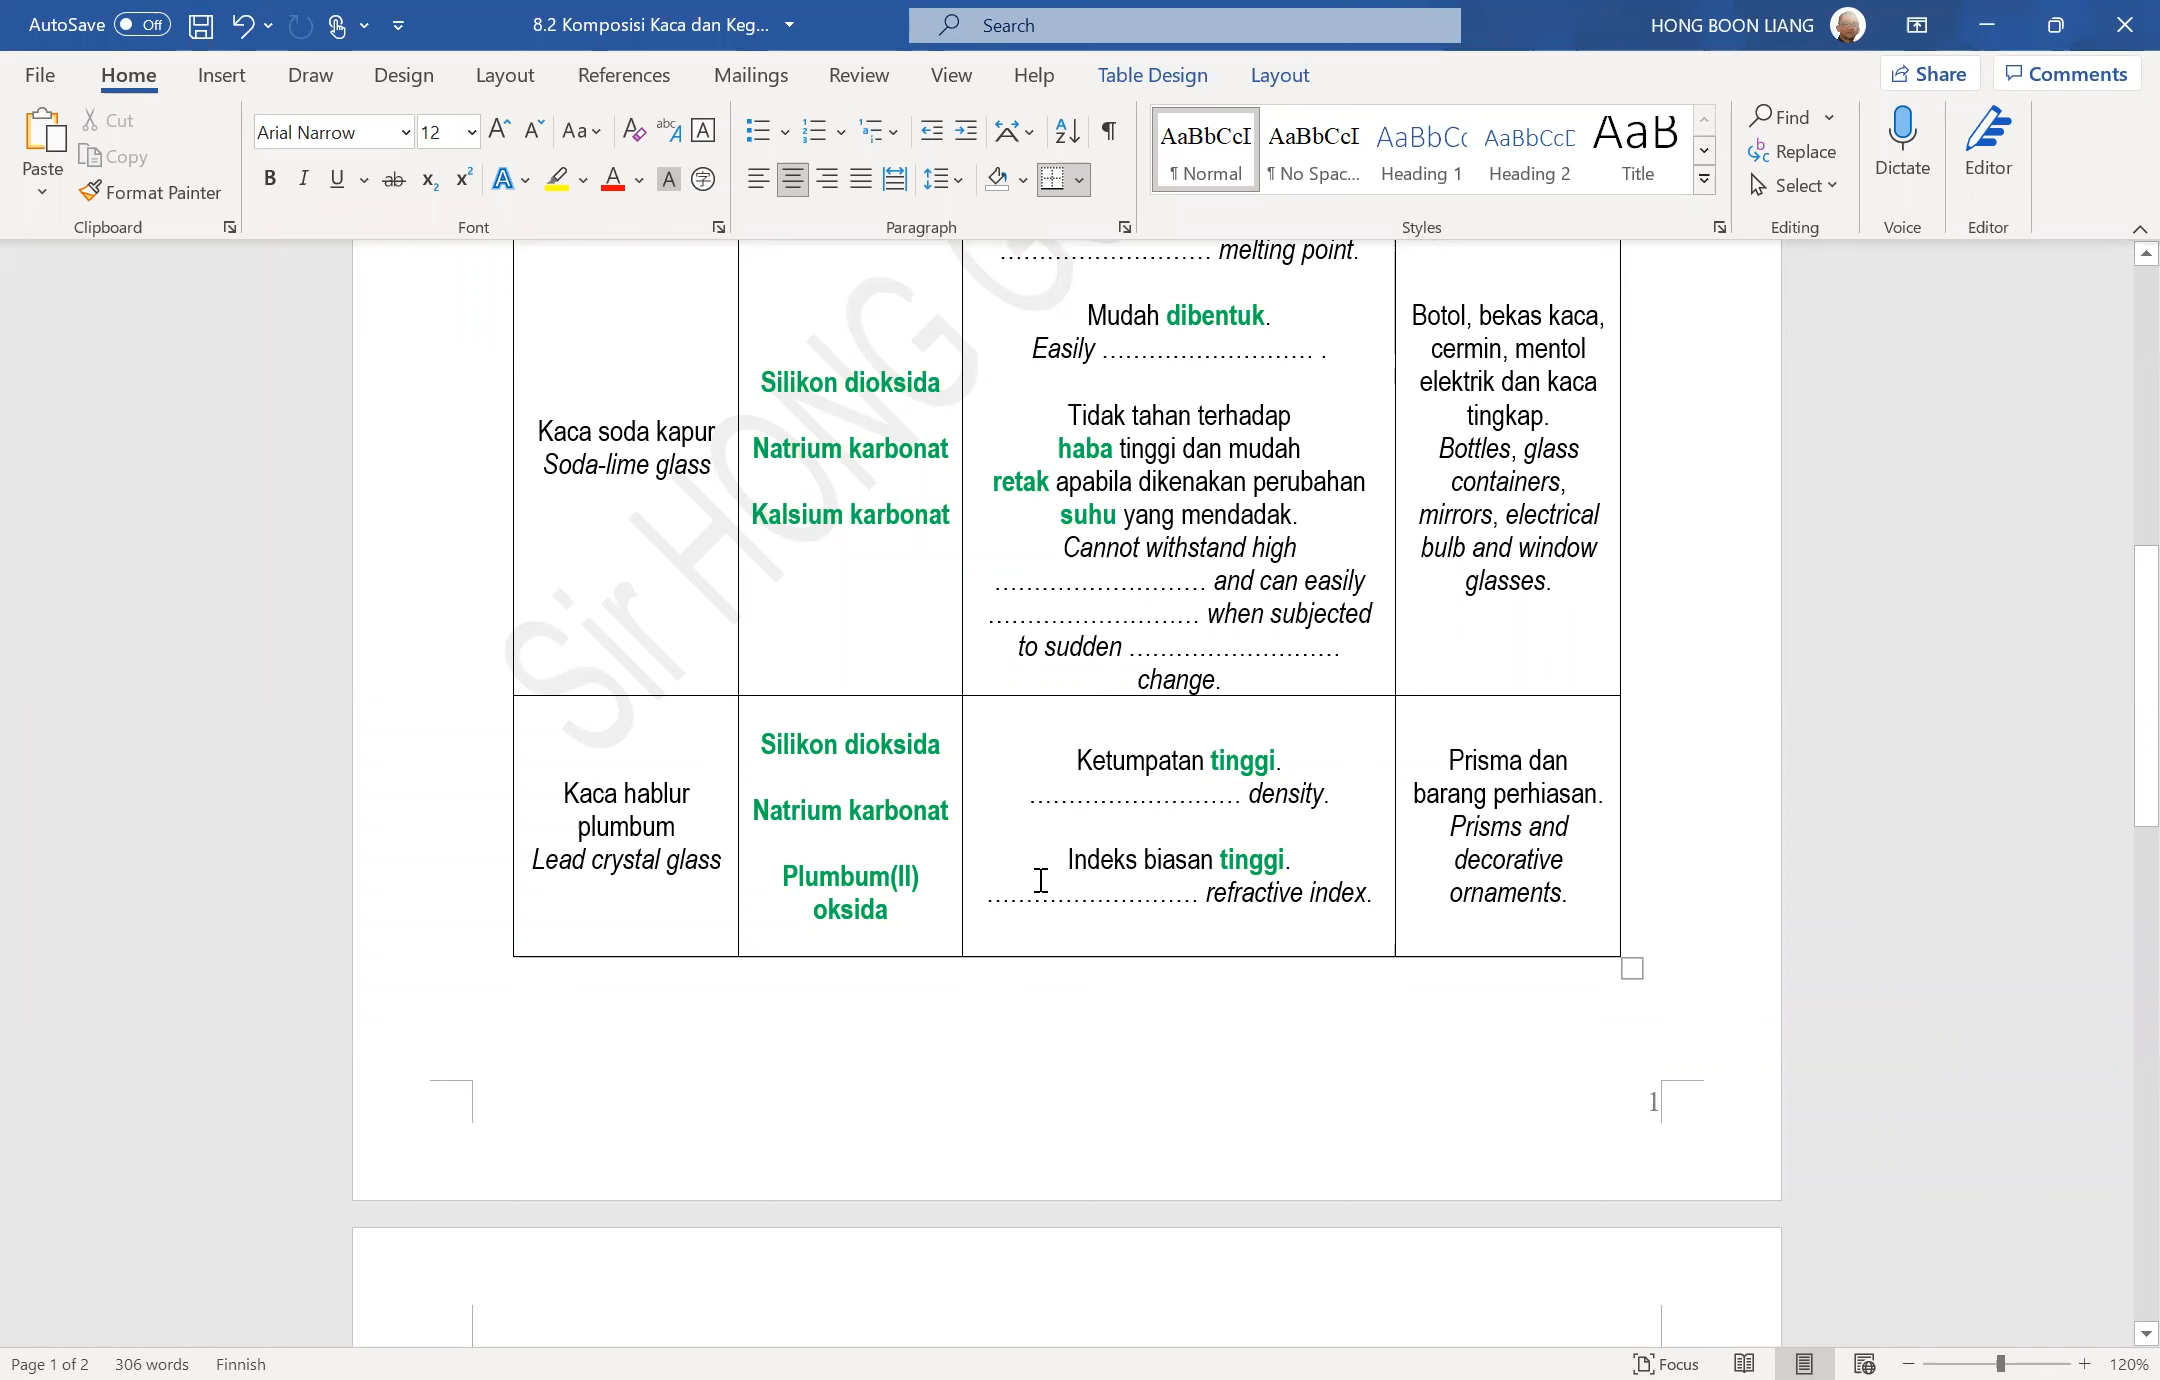 AutoSave Off
8.2 Komposisi Kaca dan Keg...
Search
HONG BOON LIANG
File Home Insert Draw Design Layout References Mailings Review View Help Table Design Layout
Share
Comments
Paste
Cut
Copy
Format Painter
Clipboard
Arial Narrow
12
Font
Paragraph
AaBbCcI
¶ Normal
AaBbCcI
¶ No Spac...
AaBbC
Heading 1
AaBbCcD
Heading 2
AaB
Title
Styles
Find
Replace
Select
Editing
Dictate
Voice
Editor
Editor
Sir HONG
Kaca soda kapur
Soda-lime glass
Silikon dioksida
Natrium karbonat
Kalsium karbonat
........................... melting point.
Mudah dibentuk.
Easily ........................... .
Tidak tahan terhadap
haba tinggi dan mudah
retak apabila dikenakan perubahan
suhu yang mendadak.
Cannot withstand high
........................... and can easily
........................... when subjected
to sudden ...........................
change.
Botol, bekas kaca,
cermin, mentol
elektrik dan kaca
tingkap.
Bottles, glass
containers,
mirrors, electrical
bulb and window
glasses.
Kaca hablur
plumbum
Lead crystal glass
Silikon dioksida
Natrium karbonat
Plumbum(II)
oksida
Ketumpatan tinggi.
........................... density.
Indeks biasan tinggi.
........................... refractive index.
Prisma dan
barang perhiasan.
Prisms and
decorative
ornaments.
1
Page 1 of 2 306 words Finnish
Focus
120%